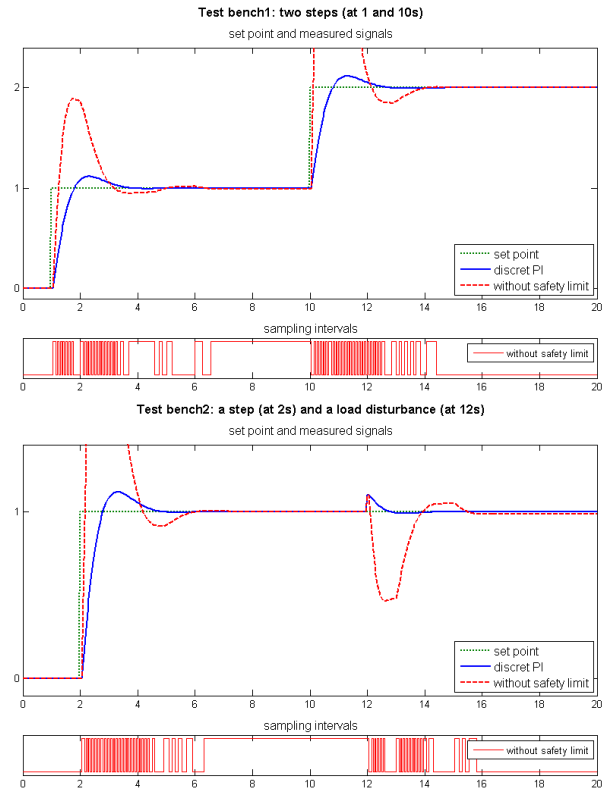 Test bench1: two steps (at 1 and 10s)
set point and measured signals
2
1
0
set point
discret PI
without safety limit
0 2 4 6 8 10 12 14 16 18 20
sampling intervals
without safety limit
0 2 4 6 8 10 12 14 16 18 20
Test bench2: a step (at 2s) and a load disturbance (at 12s)
set point and measured signals
1
0
set point
discret PI
without safety limit
0 2 4 6 8 10 12 14 16 18 20
sampling intervals
without safety limit
0 2 4 6 8 10 12 14 16 18 20